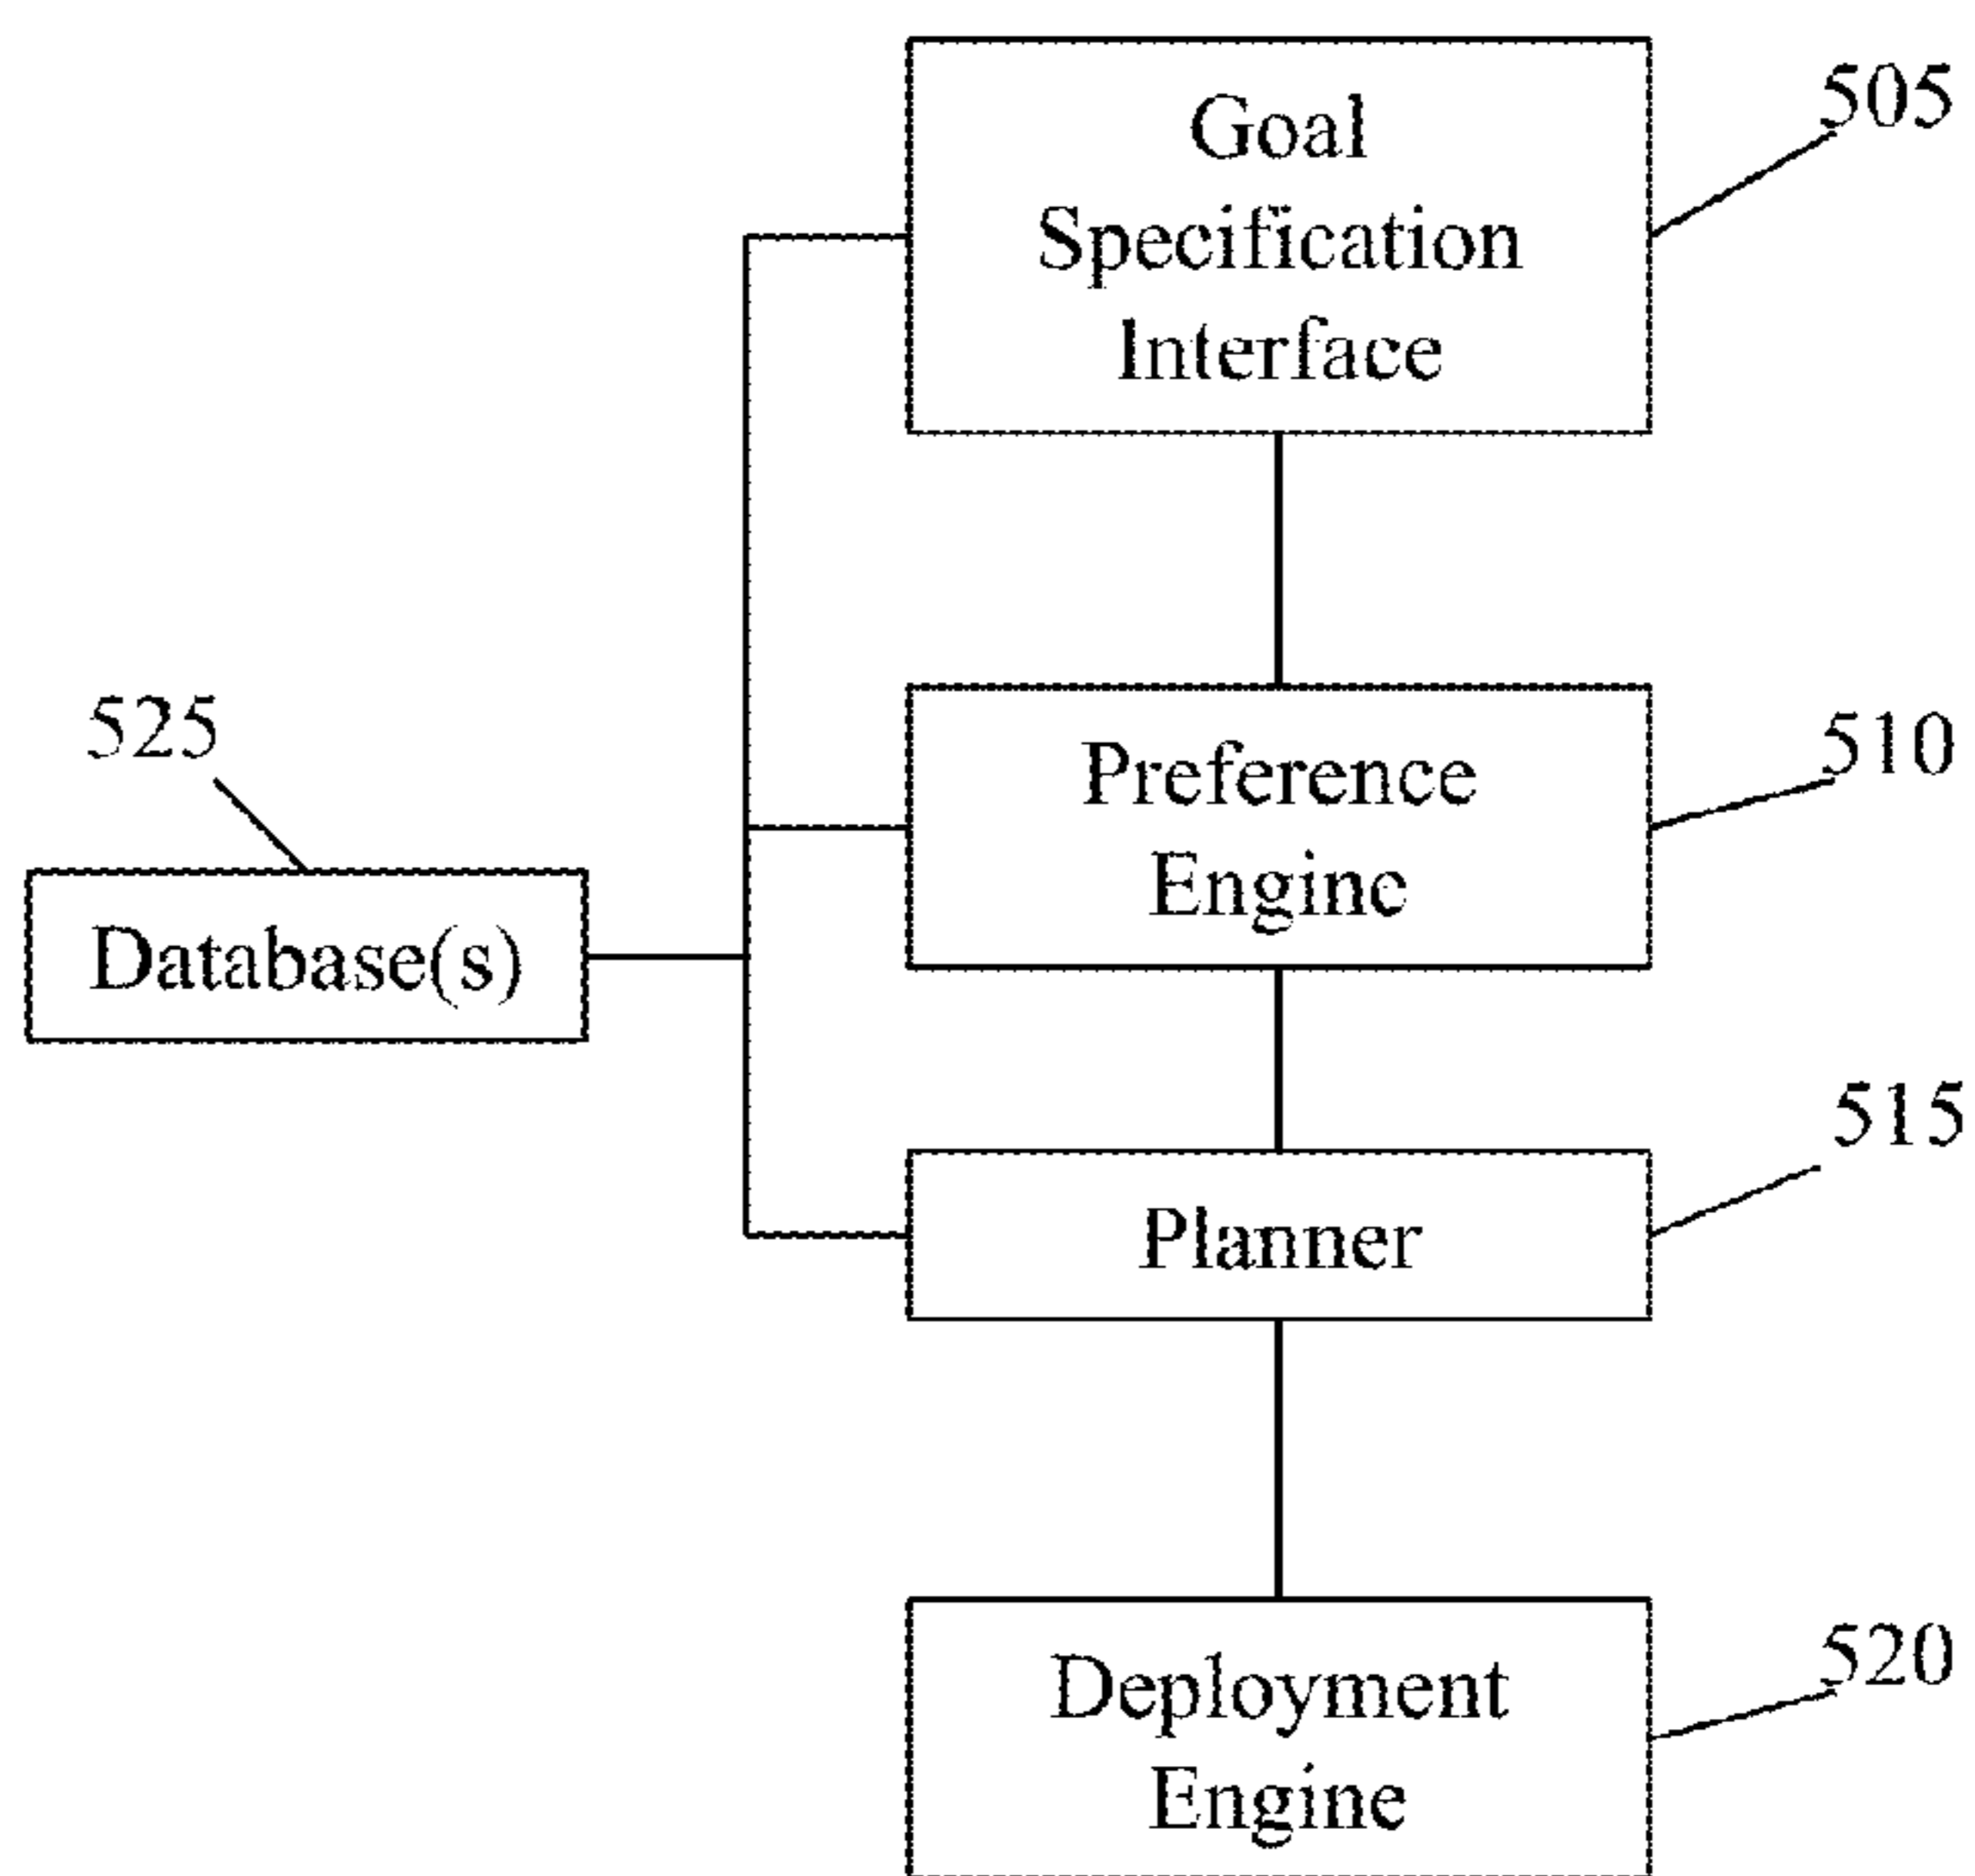 Goal
Specification
Interface
505
525
Preference
Engine
510
Database(s)
Planner
515
Deployment
Engine
520